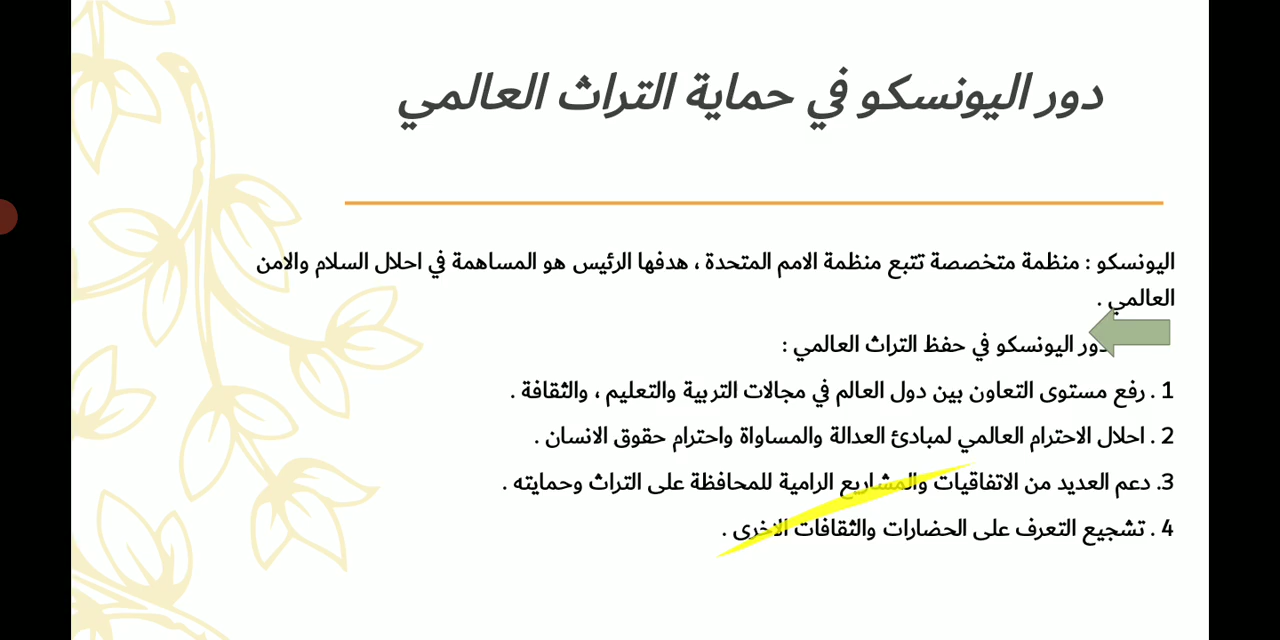 دور اليونسكو في حماية التراث العالمي
اليونسكو : منظمة متخصصة تتبع منظمة الامم المتحدة ، هدفها الرئيس هو المساهمة في احلال السلام والامن
العالمي .
دور اليونسكو في حفظ التراث العالمي :
1 . رفع مستوى التعاون بين دول العالم في مجالات التربية والتعليم ، والثقافة .
2 . احلال الاحترام العالمي لمبادئ العدالة والمساواة واحترام حقوق الانسان .
3. دعم العديد من الاتفاقيات والمشاريع الرامية للمحافظة على التراث وحمايته .
4 . تشجيع التعرف على الحضارات والثقافات الاخرى .